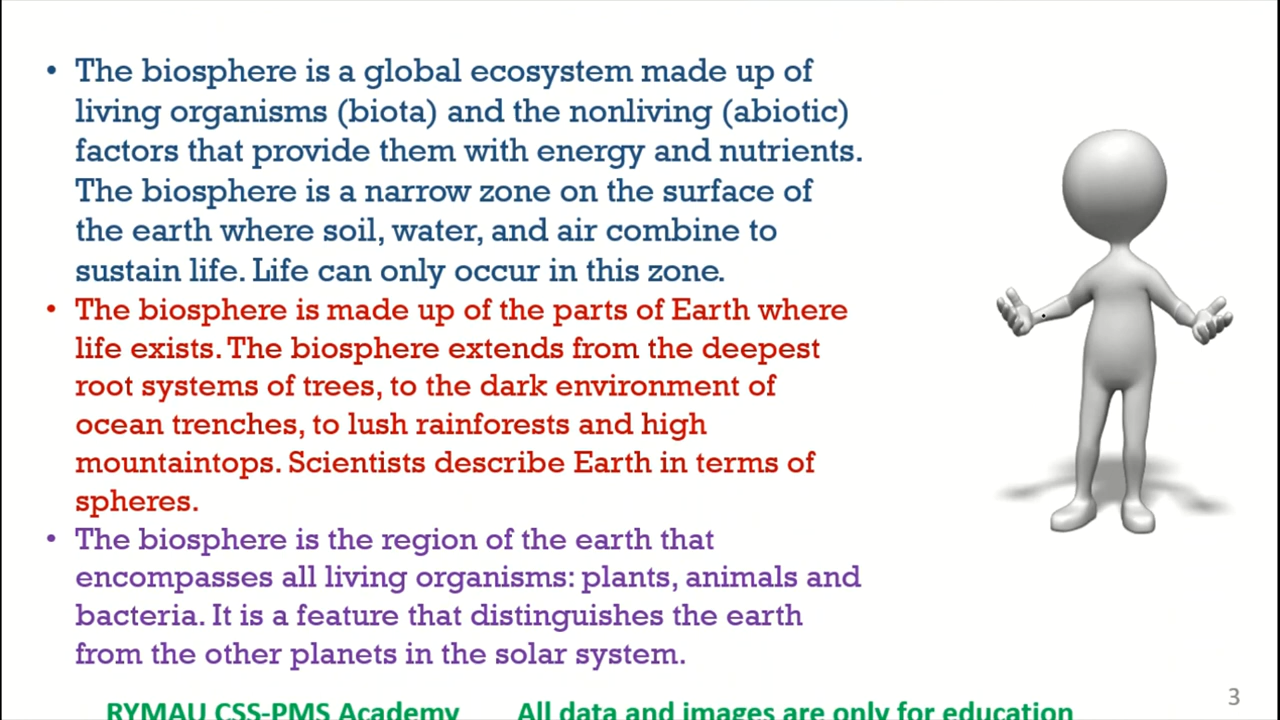 • The biosphere is a global ecosystem made up of
living organisms (biota) and the nonliving (abiotic)
factors that provide them with energy and nutrients.
The biosphere is a narrow zone on the surface of
the earth where soil, water, and air combine to
sustain life. Life can only occur in this zone.
• The biosphere is made up of the parts of Earth where
life exists. The biosphere extends from the deepest
root systems of trees, to the dark environment of
ocean trenches, to lush rainforests and high
mountaintops. Scientists describe Earth in terms of
spheres.
• The biosphere is the region of the earth that
encompasses all living organisms: plants, animals and
bacteria. It is a feature that distinguishes the earth
from the other planets in the solar system.
RYMAU CSS-PMS Academy All data and images are only for education
3